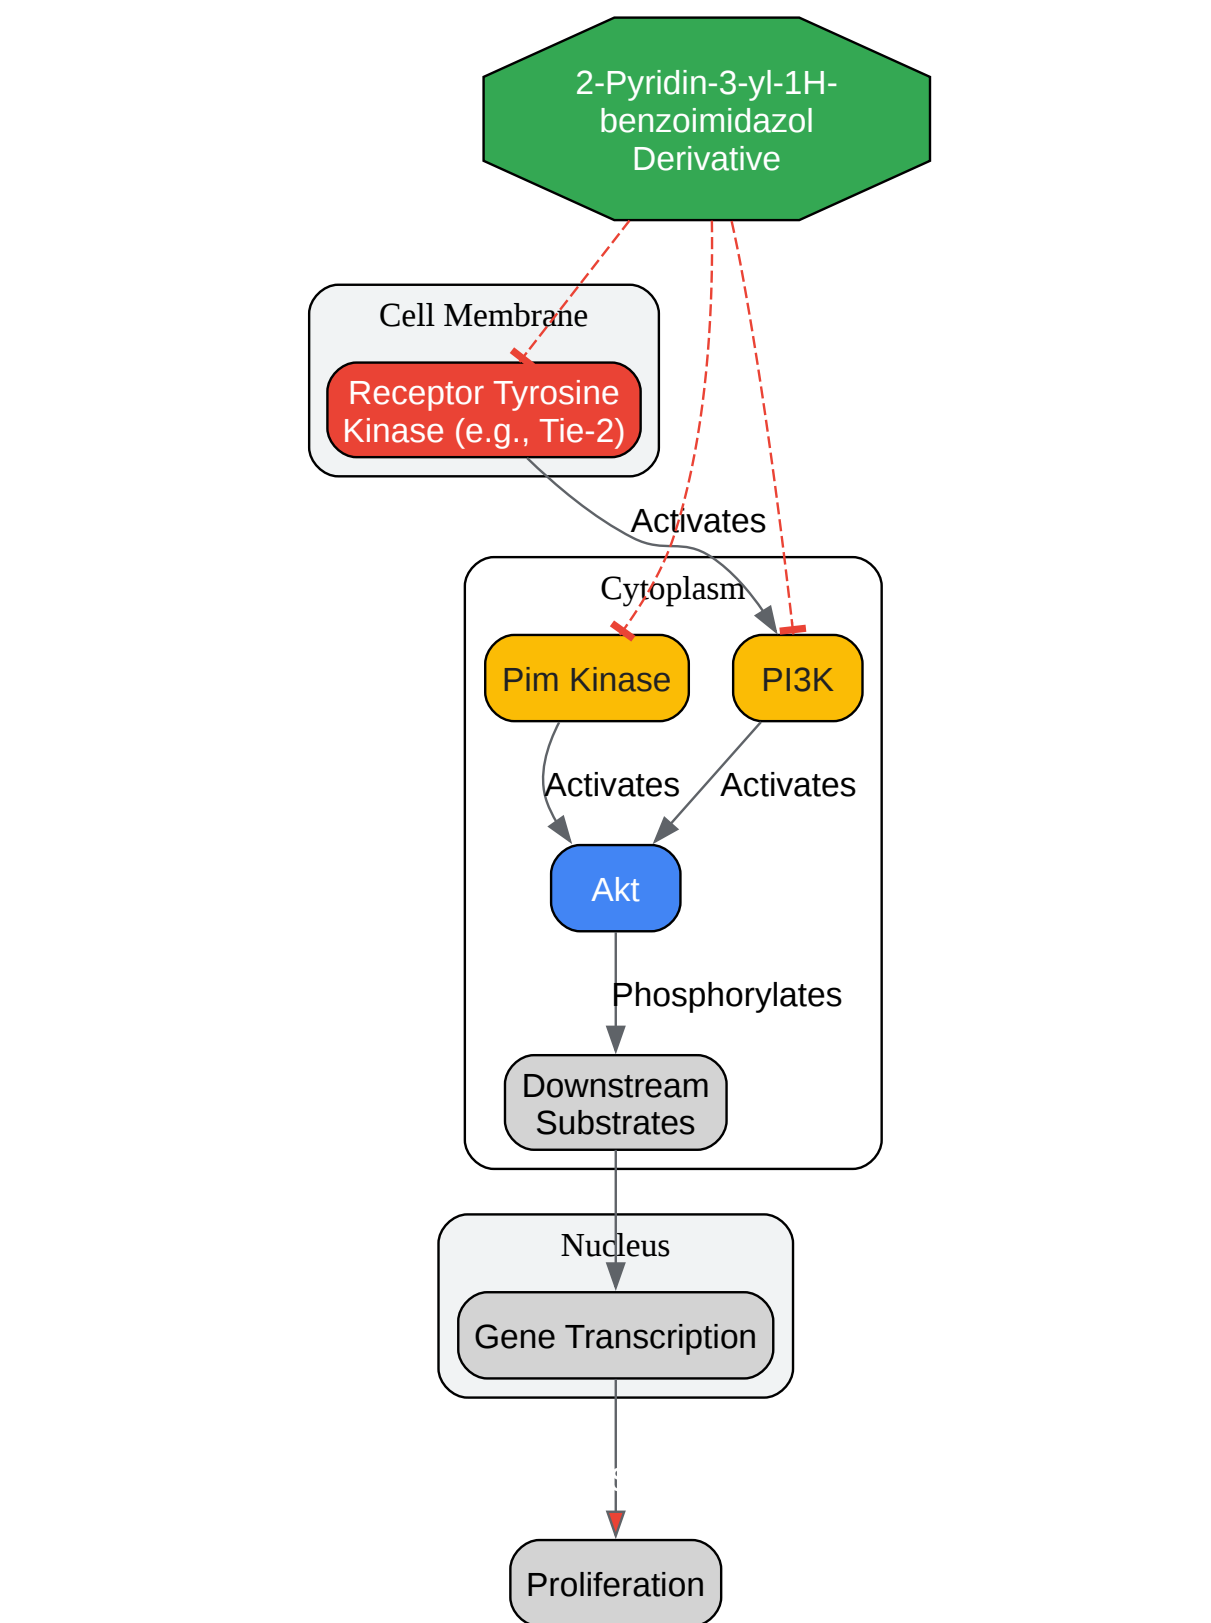 2-Pyridin-3-yl-1H-
benzoimidazol
Derivative
Cell Membrane
Receptor Tyrosine
Kinase (e.g., Tie-2)
Activates
Cytoplasm
Pim Kinase
PI3K
Activates
Activates
Akt
Phosphorylates
Downstream
Substrates
Nucleus
Gene Transcription
Proliferation